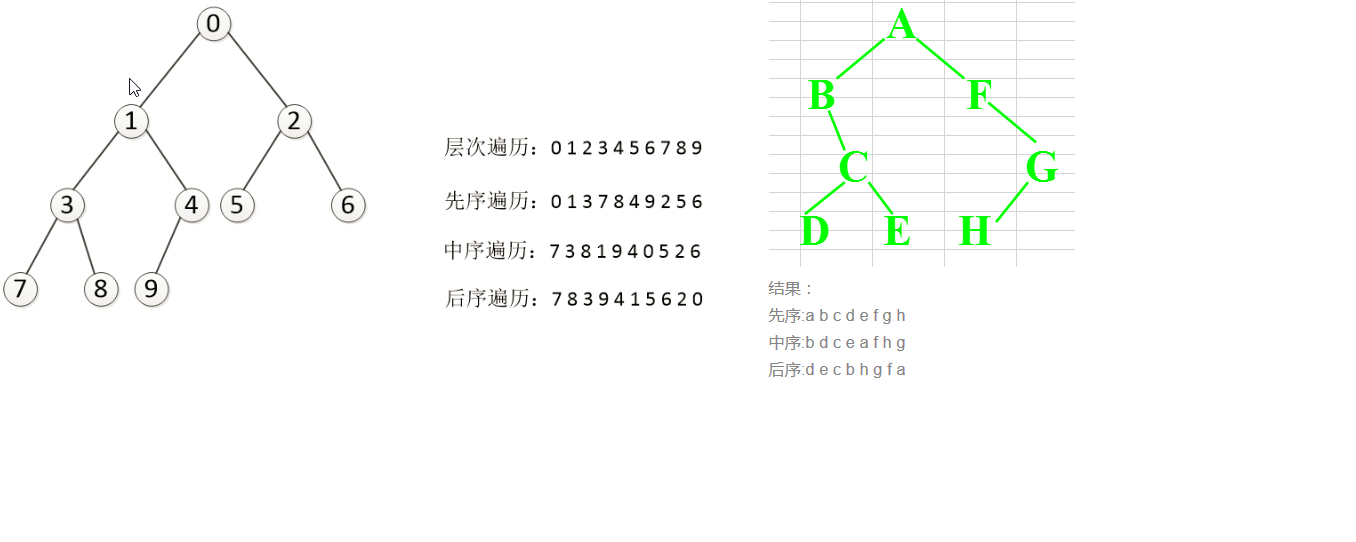 0
1 2
3 4 5 6
7 8 9
层次遍历：0 1 2 3 4 5 6 7 8 9
先序遍历：0 1 3 7 8 4 9 2 5 6
中序遍历：7 3 8 1 9 4 0 5 2 6
后序遍历：7 8 3 9 4 1 5 6 2 0
A
B F
C G
D E H
结果：
先序:a b c d e f g h
中序:b d c e a f h g
后序:d e c b h g f a